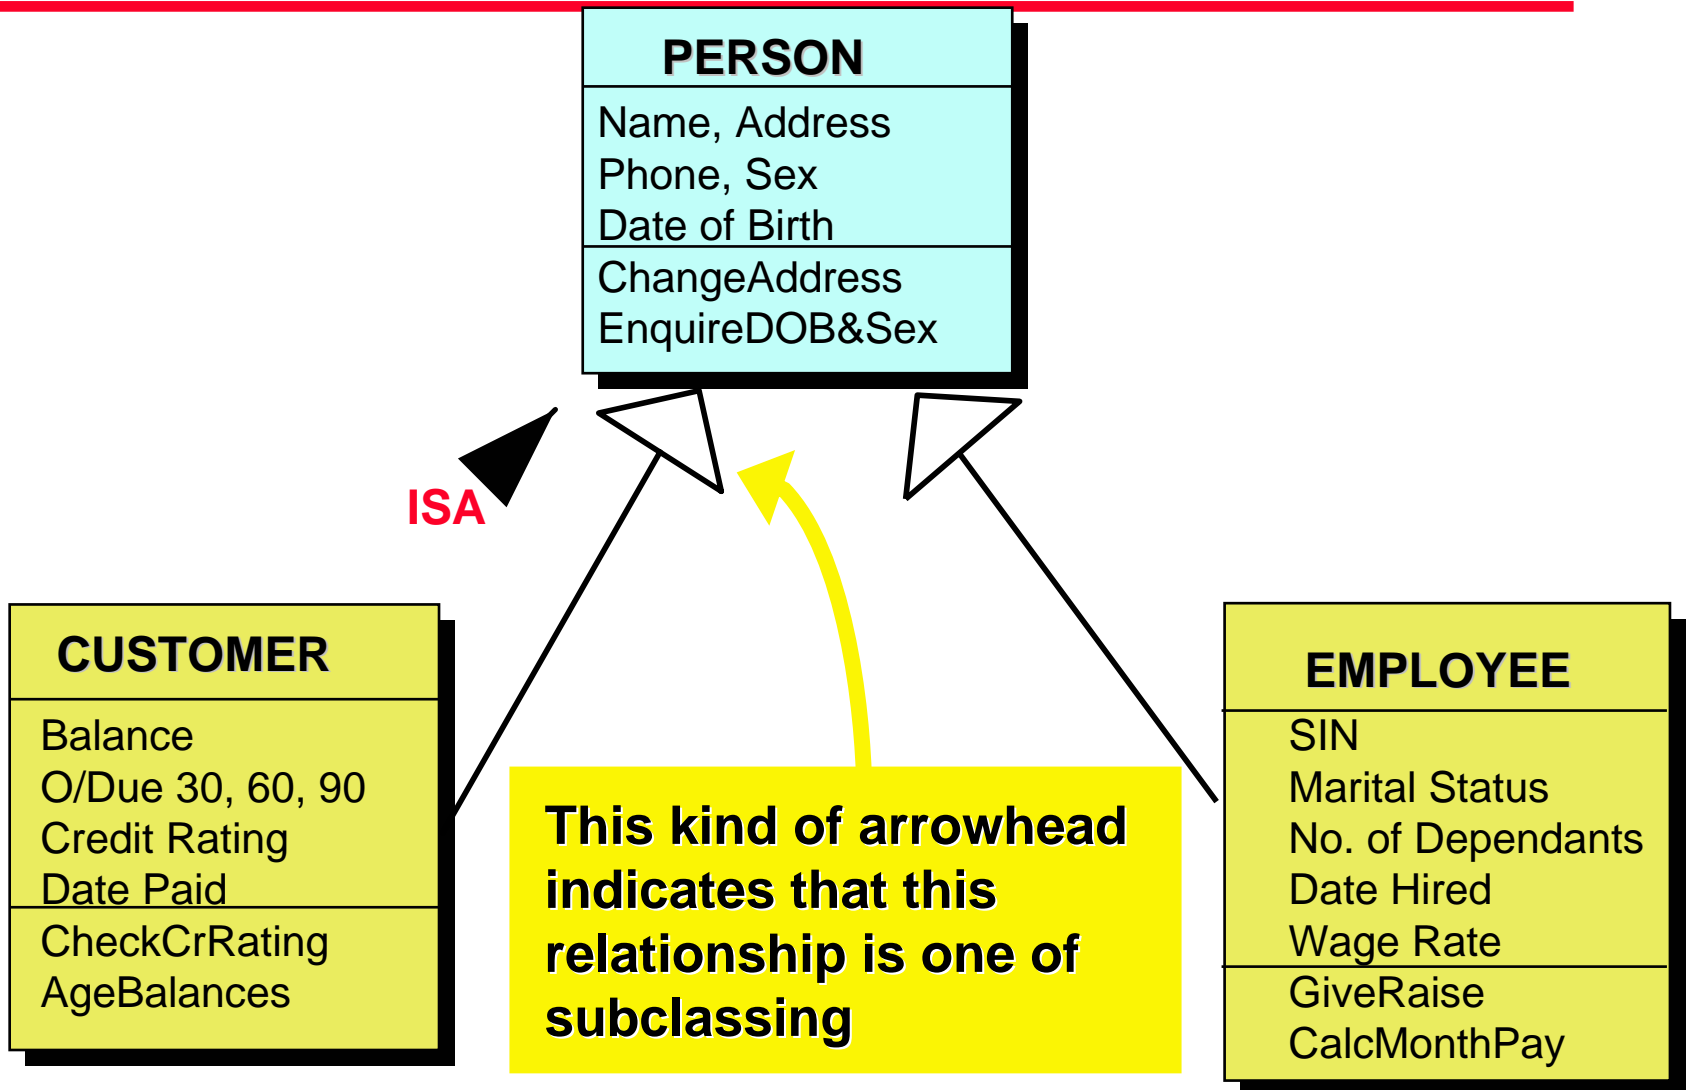 PERSON
Name, Address
Phone, Sex
Date of Birth
ChangeAddress
EnquireDOB&Sex
ISA
CUSTOMER
Balance
O/Due 30, 60, 90
Credit Rating
Date Paid
CheckCrRating
AgeBalances
This kind of arrowhead
indicates that this
relationship is one of
subclassing
EMPLOYEE
SIN
Marital Status
No. of Dependants
Date Hired
Wage Rate
GiveRaise
CalcMonthPay